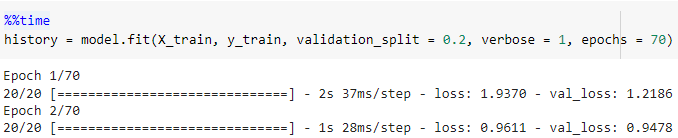 %%time
history = model.fit(X_train, y_train, validation_split = 0.2, verbose = 1, epochs = 70)
Epoch 1/70
20/20 [==============================] - 2s 37ms/step - loss: 1.9370 - val_loss: 1.2186
Epoch 2/70
20/20 [==============================] - 1s 28ms/step - loss: 0.9611 - val_loss: 0.9478